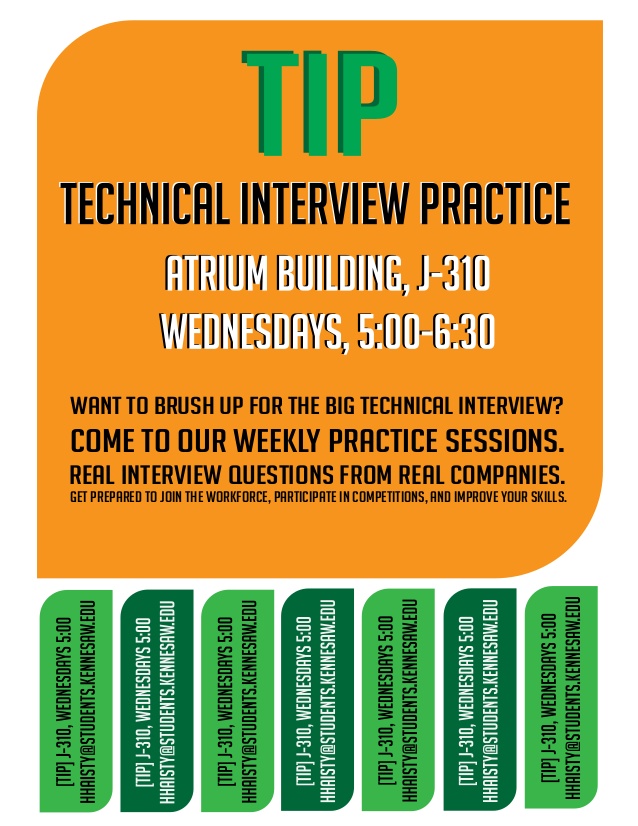 TIP
TECHNICAL INTERVIEW PRACTICE
ATRIUM BUILDING, J-310
WEDNESDAYS, 5:00-6:30
WANT TO BRUSH UP FOR THE BIG TECHNICAL INTERVIEW?
COME TO OUR WEEKLY PRACTICE SESSIONS.
REAL INTERVIEW QUESTIONS FROM REAL COMPANIES.
GET PREPARED TO JOIN THE WORKFORCE, PARTICIPATE IN COMPETITIONS, AND IMPROVE YOUR SKILLS.
[TIP] J-310, WEDNESDAYS 5:00
HHAISTY@STUDENTS.KENNESAW.EDU
[TIP] J-310, WEDNESDAYS 5:00
HHAISTY@STUDENTS.KENNESAW.EDU
[TIP] J-310, WEDNESDAYS 5:00
HHAISTY@STUDENTS.KENNESAW.EDU
[TIP] J-310, WEDNESDAYS 5:00
HHAISTY@STUDENTS.KENNESAW.EDU
[TIP] J-310, WEDNESDAYS 5:00
HHAISTY@STUDENTS.KENNESAW.EDU
[TIP] J-310, WEDNESDAYS 5:00
HHAISTY@STUDENTS.KENNESAW.EDU
[TIP] J-310, WEDNESDAYS 5:00
HHAISTY@STUDENTS.KENNESAW.EDU